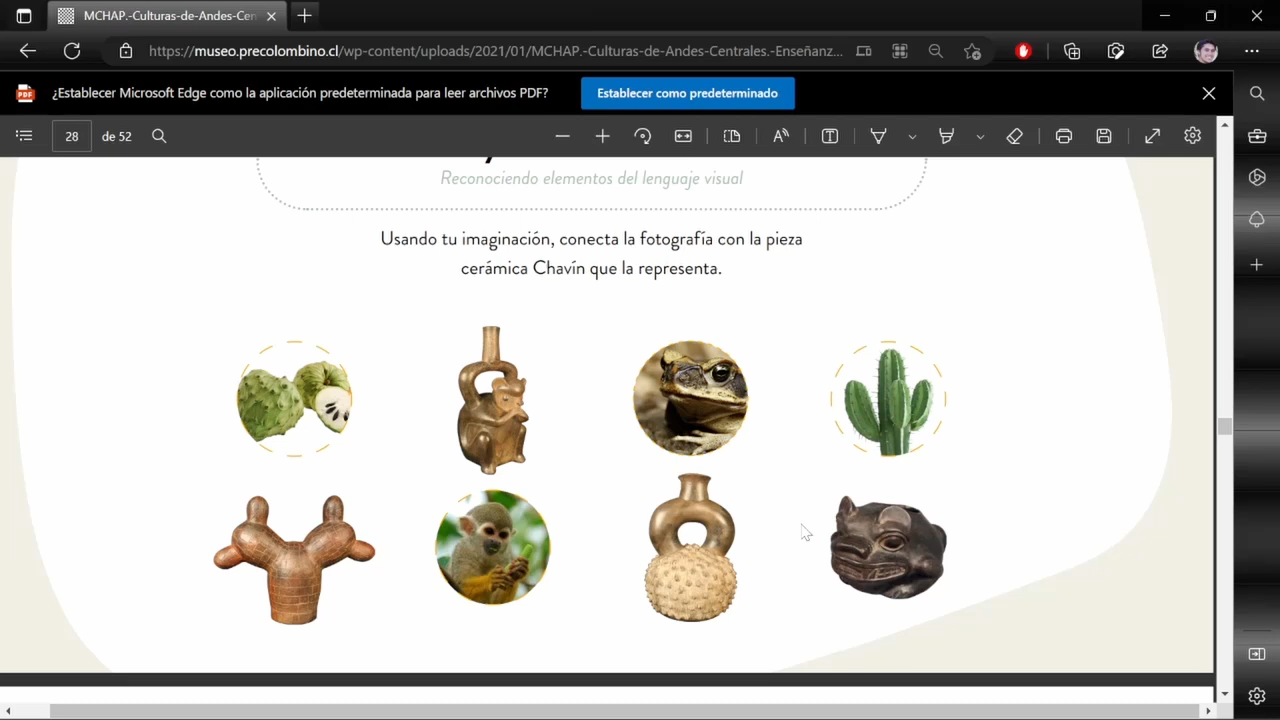 MCHAP.-Culturas-de-Andes-Cen
https://museo.precolombino.cl/wp-content/uploads/2021/01/MCHAP.-Culturas-de-Andes-Centrales.-Enseñanz...
PDF
¿Establecer Microsoft Edge como la aplicación predeterminada para leer archivos PDF?
Establecer como predeterminado
28 de 52
Reconociendo elementos del lenguaje visual
Usando tu imaginación, conecta la fotografía con la pieza
cerámica Chavín que la representa.